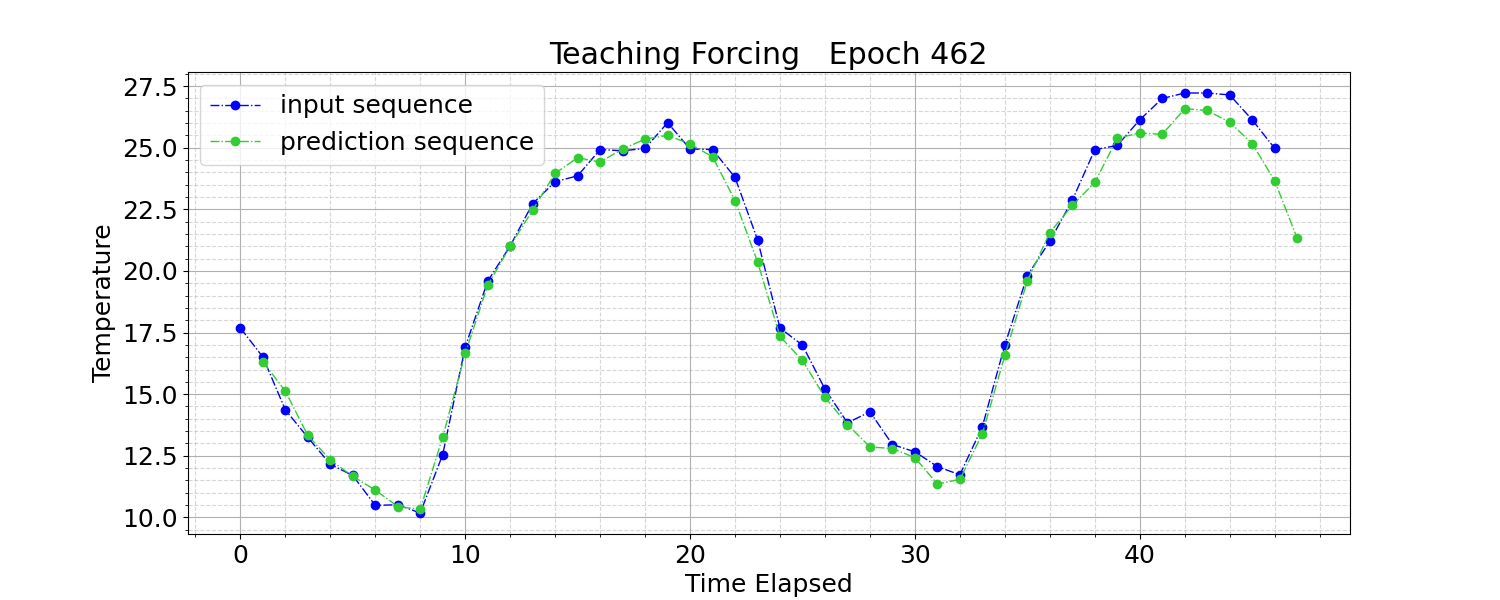 Teaching Forcing   Epoch 462
27.5
25.0
22.5
20.0
17.5
15.0
12.5
10.0
Temperature
input sequence
prediction sequence
0 10 20 30 40
Time Elapsed